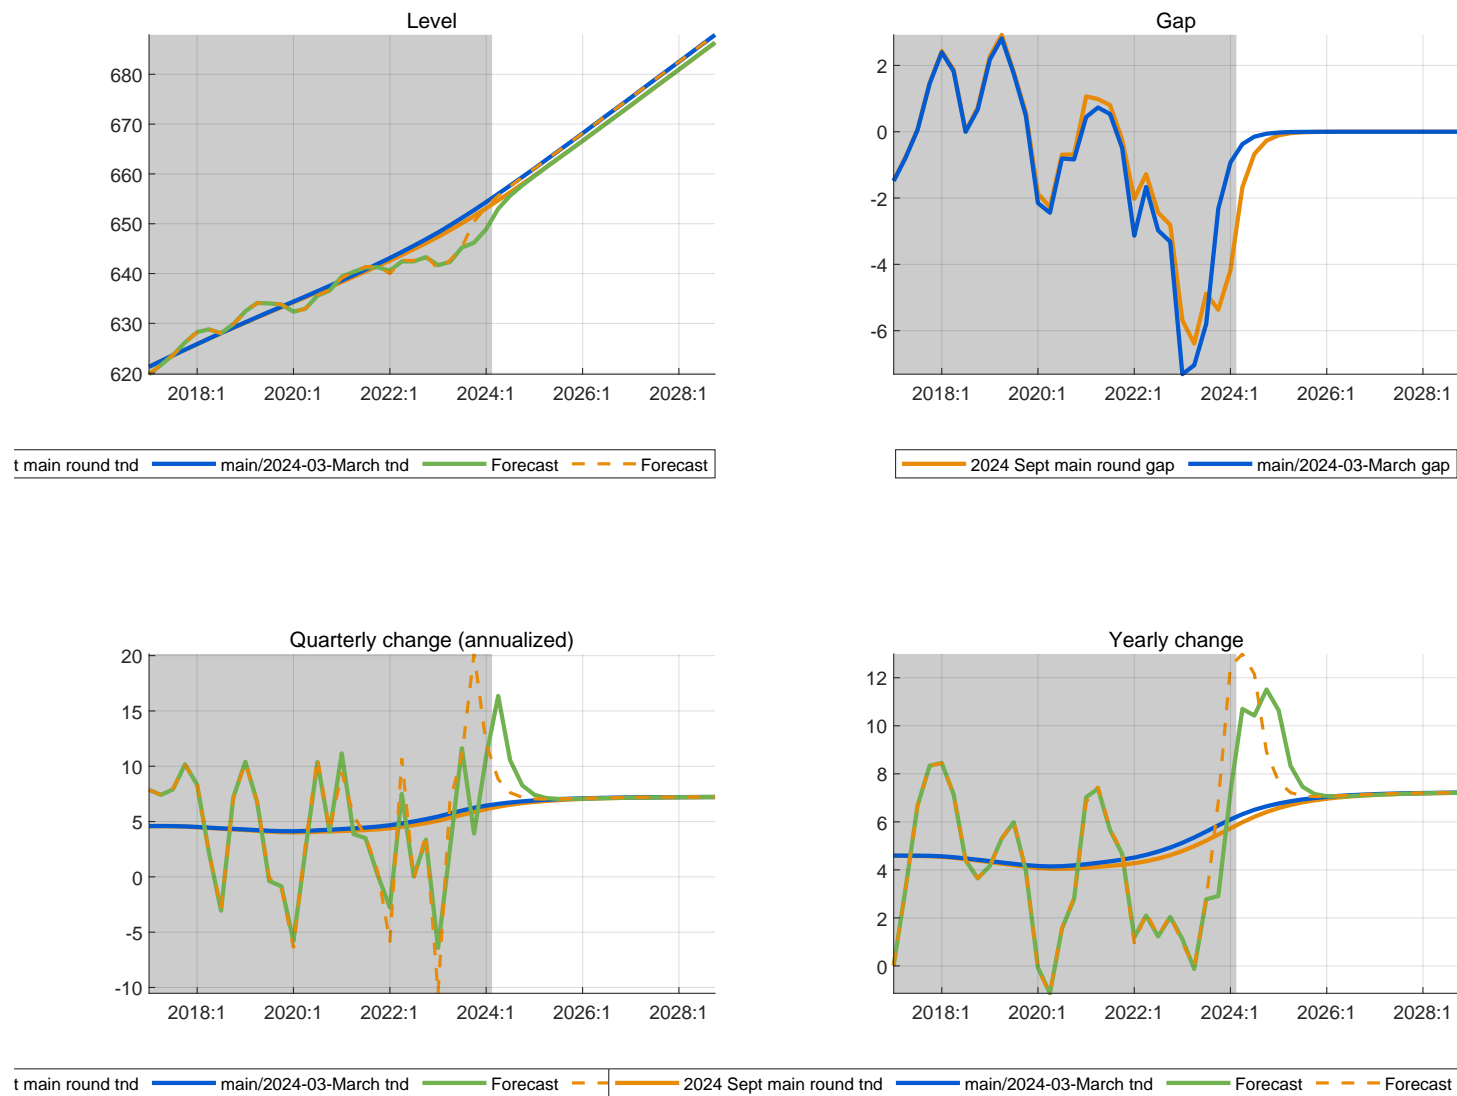 Level
680
670
660
650
640
630
620
2018:1 2020:1 2022:1 2024:1 2026:1 2028:1
t main round tnd main/2024-03-March tnd Forecast Forecast
Gap
2
0
-2
-4
-6
2018:1 2020:1 2022:1 2024:1 2026:1 2028:1
2024 Sept main round gap main/2024-03-March gap
Quarterly change (annualized)
20
15
10
5
0
-5
-10
2018:1 2020:1 2022:1 2024:1 2026:1 2028:1
t main round tnd main/2024-03-March tnd Forecast
Yearly change
12
10
8
6
4
2
0
2018:1 2020:1 2022:1 2024:1 2026:1 2028:1
2024 Sept main round tnd main/2024-03-March tnd Forecast Forecast